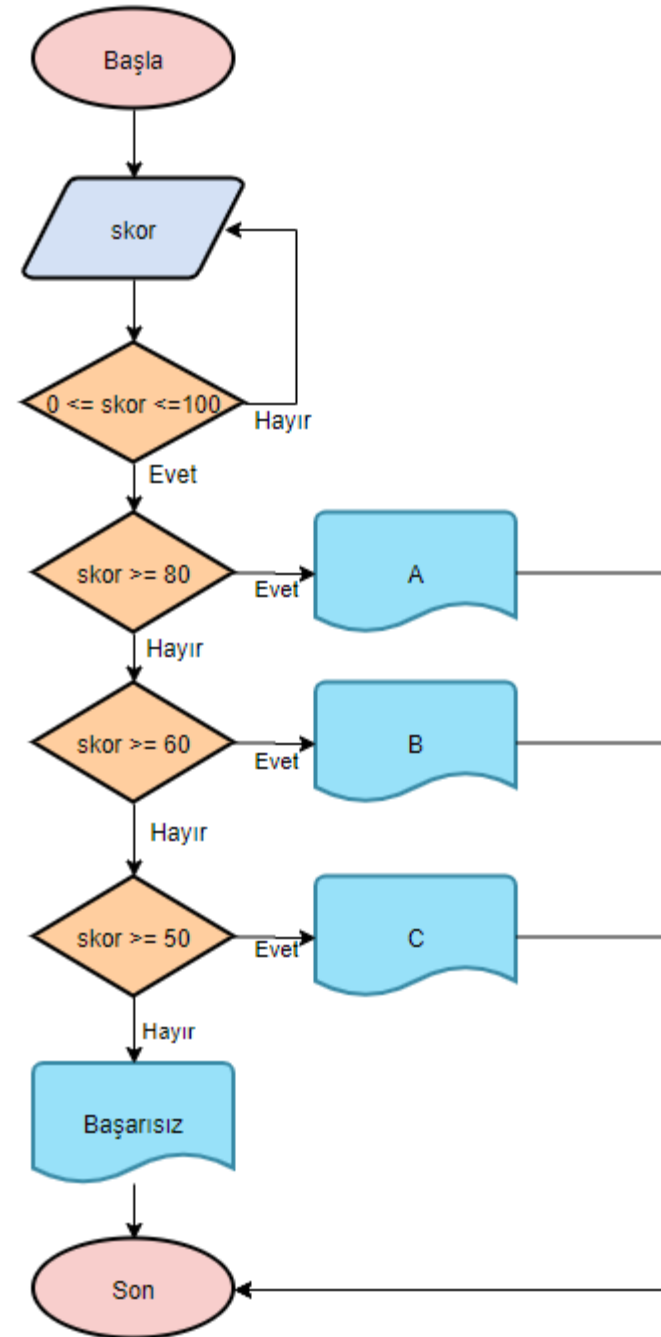 Başla
skor
0 <= skor <=100
Hayır
Evet
skor >= 80
Evet
A
Hayır
skor >= 60
Evet
B
Hayır
skor >= 50
Evet
C
Hayır
Başarısız
Son